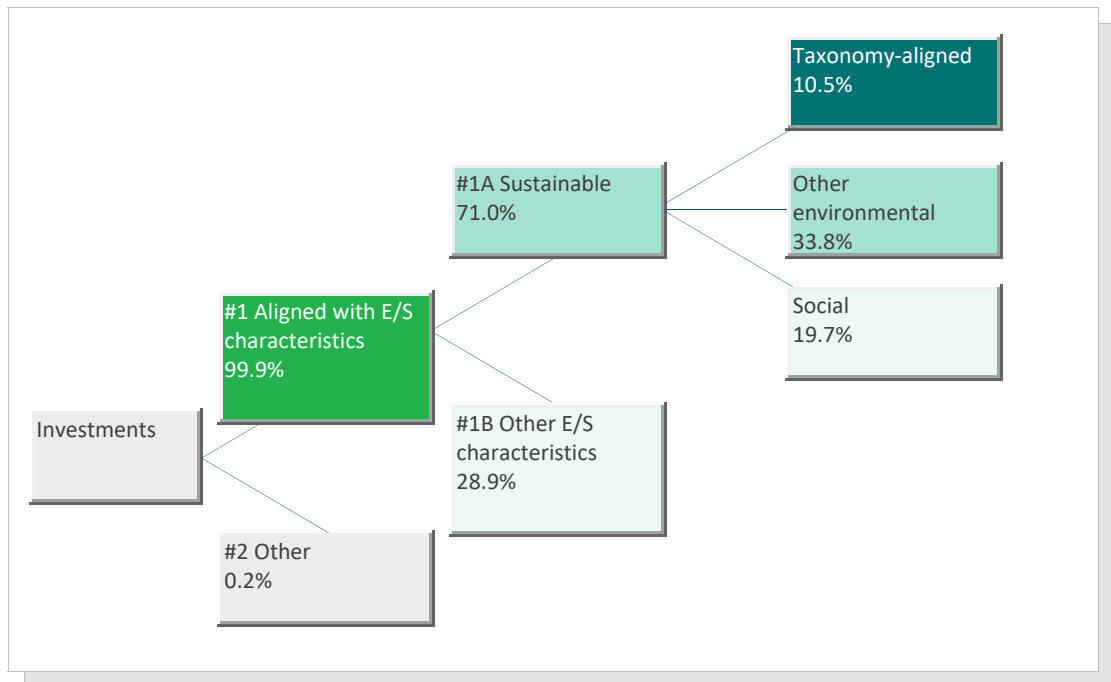 Taxonomy-aligned
10.5%
#1A Sustainable
71.0%
Other
environmental
33.8%
#1 Aligned with E/S
characteristics
99.9%
Social
19.7%
Investments
#1B Other E/S
characteristics
28.9%
#2 Other
0.2%